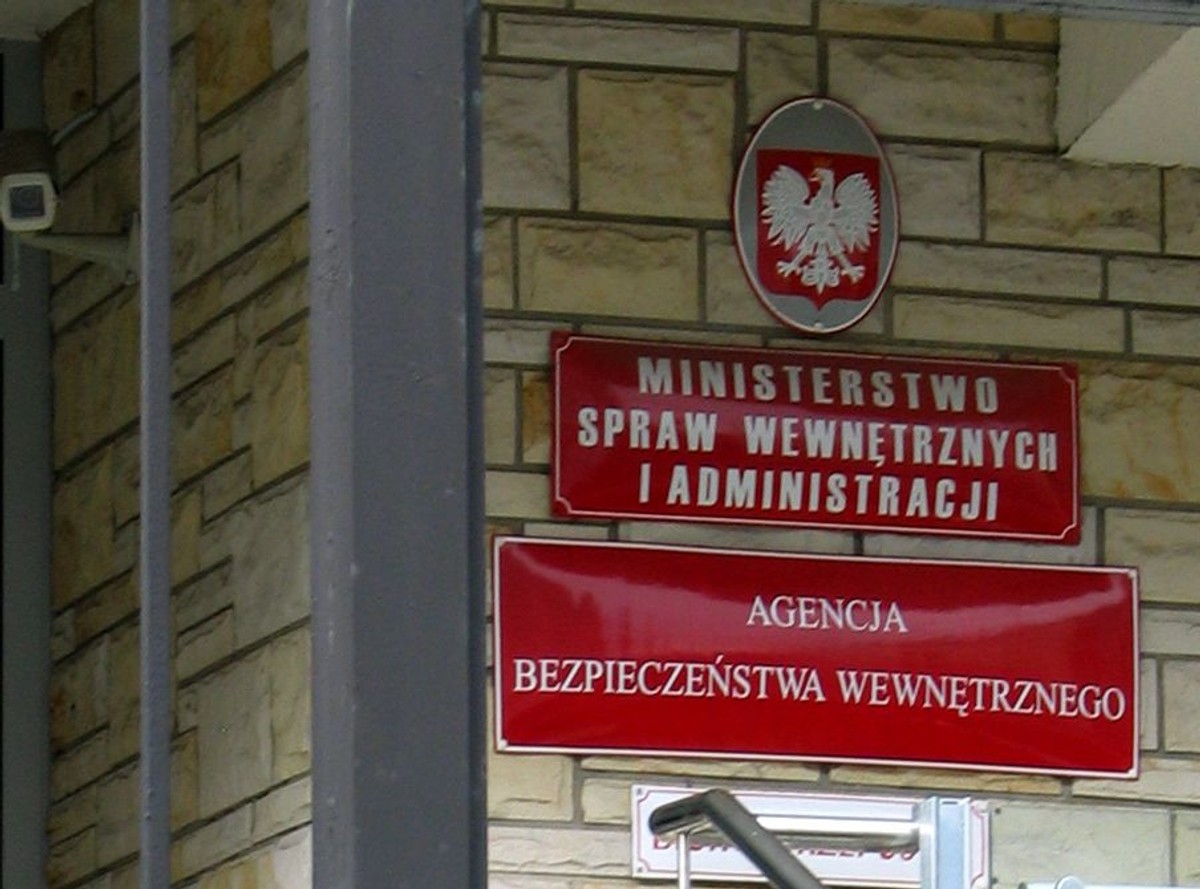 MINISTERSTWO
SPRAW WEWNĘTRZNYCH
I ADMINISTRACJI
AGENCJA
BEZPIECZEŃSTWA WEWNĘTRZNEGO